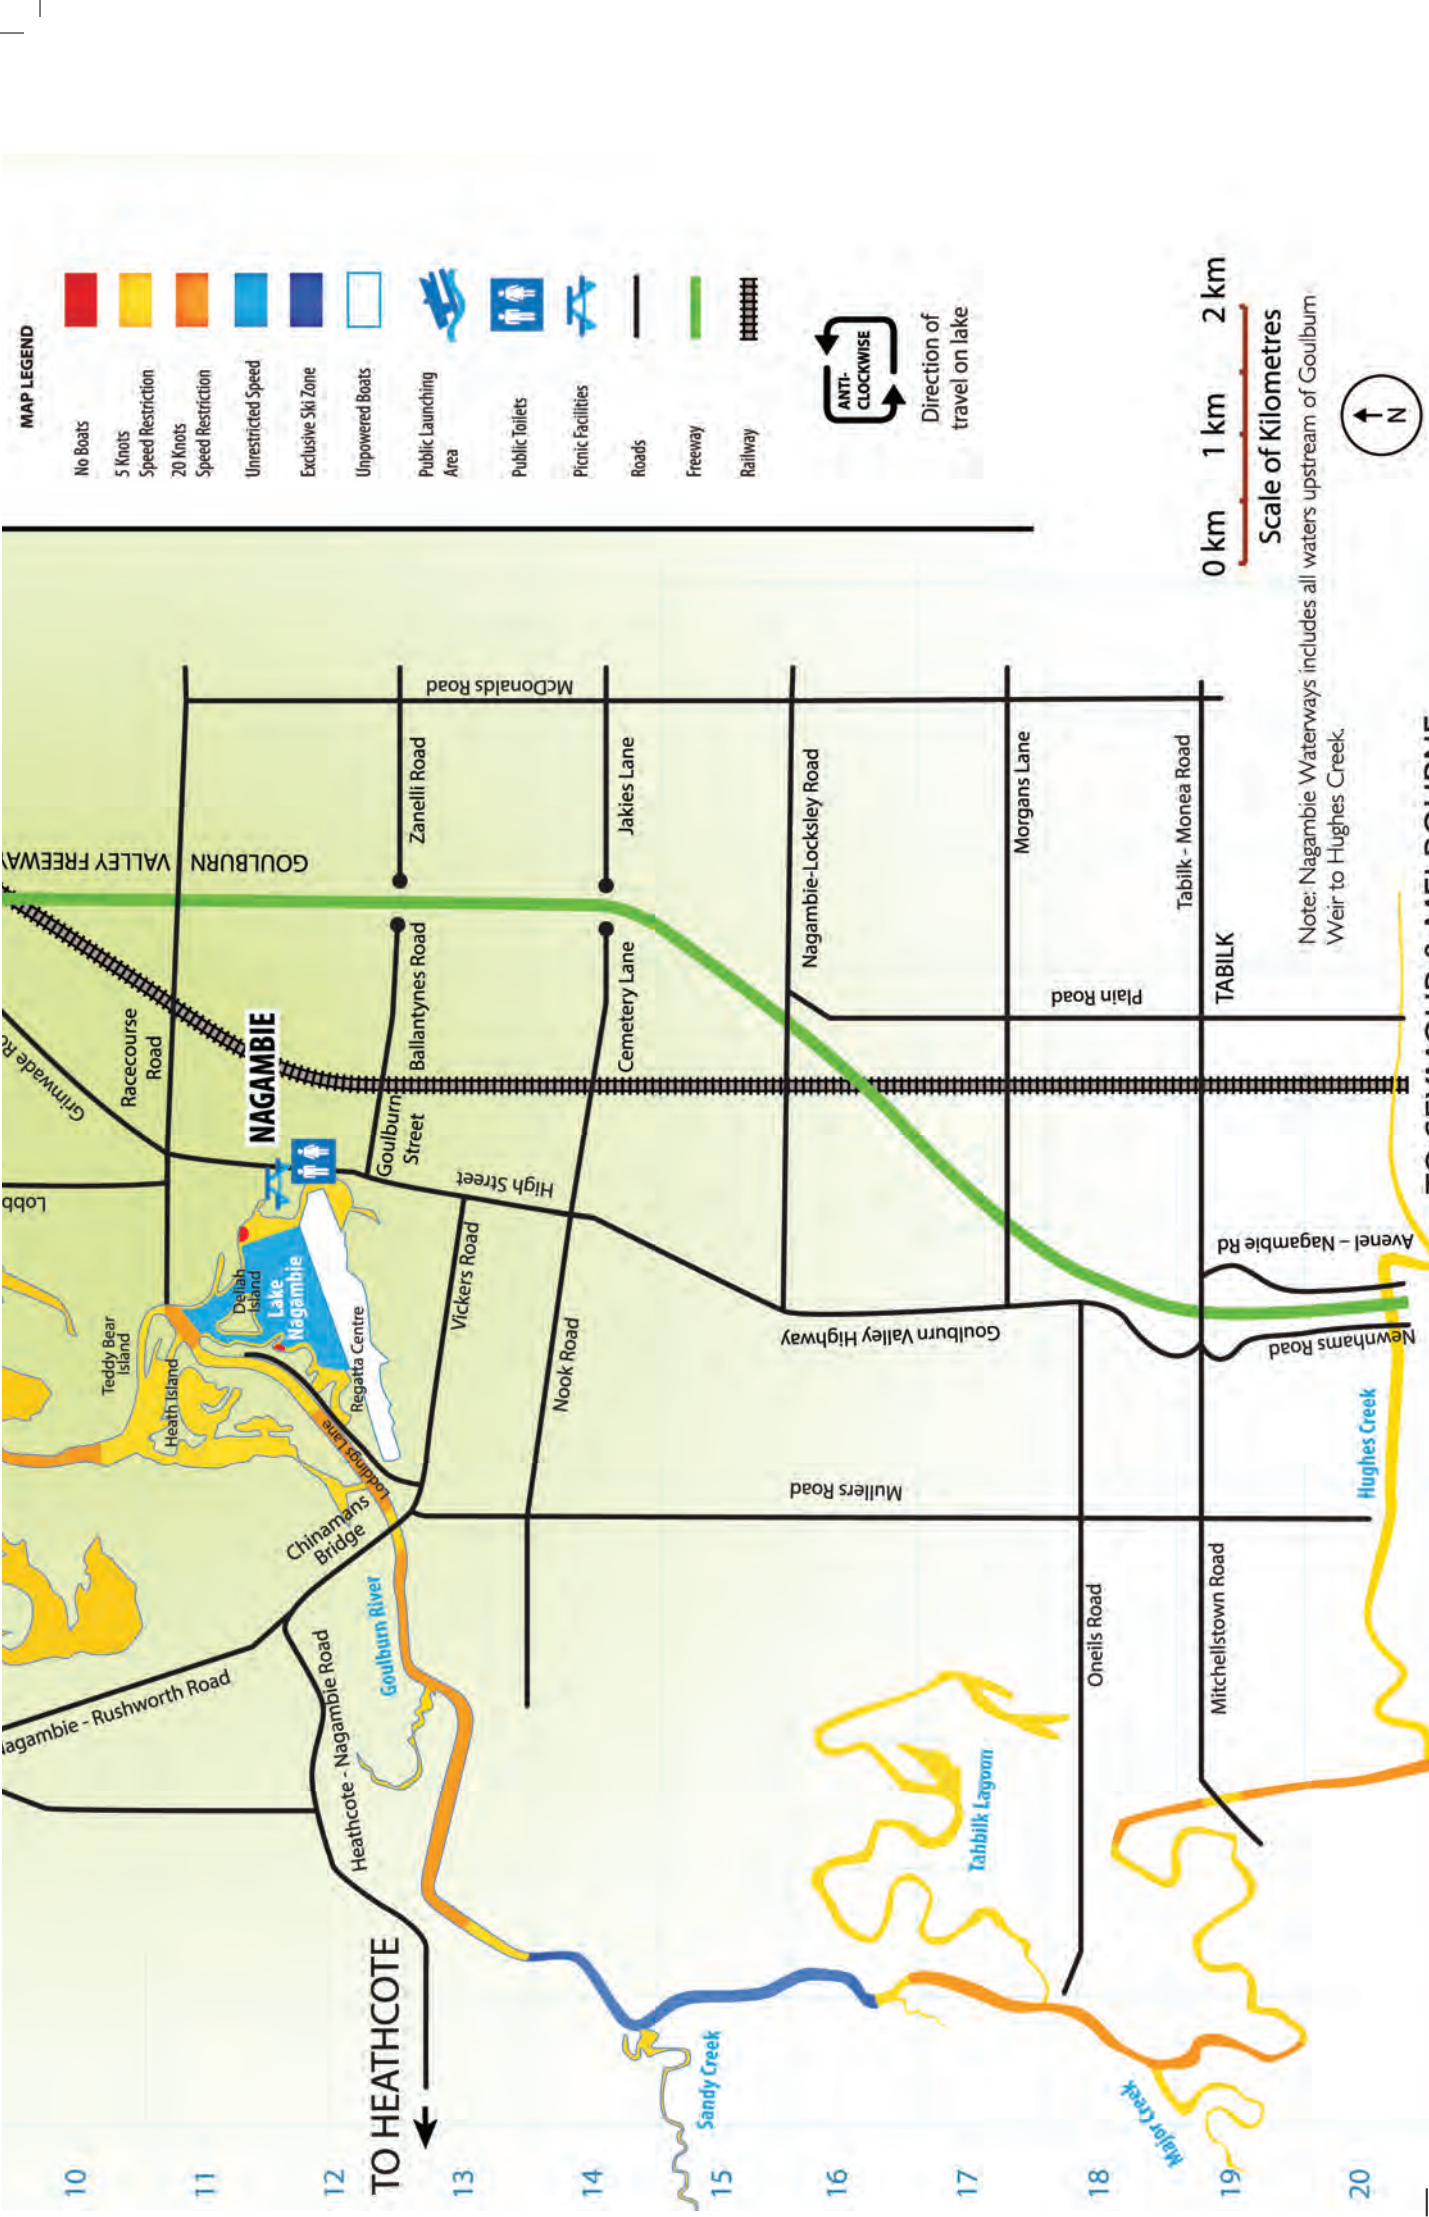 MAP LEGEND
No Boats
5 Knots
Speed Restriction
20 Knots
Speed Restriction
Unrestricted Speed
Exclusive Ski Zone
Unpowered Boats
Public Launching
Area
Public Toilets
Picnic Facilities
Roads
Freeway
Railway
ANTI-
CLOCKWISE
Direction of
travel on lake
0 km 1 km 2 km
Scale of Kilometres
Note: Nagambie Waterways includes all waters upstream of Goulburn
Weir to Hughes Creek.
N
GOULBURN VALLEY FREEWAY
McDonalds Road
Zanelli Road
Jakies Lane
Nagambie-Locksley Road
Morgans Lane
Tabilk - Monea Road
TABILK
Plain Road
Grimwade
Racecourse
Road
NAGAMBIE
Ballantynes Road
Goulburn
Street
Cemetery Lane
High Street
Vickers Road
Nook Road
Goulburn Valley Highway
Avenel - Nagambie Rd
Newnhams Road
Teddy Bear
Island
Heath Island
Deliah
Island
Lake
Nagambie
Regatta Centre
Loddings Lane
Chinamans
Bridge
Mullers Road
Hughes Creek
Goulburn River
Nagambie - Rushworth Road
Heathcote - Nagambie Road
Oneils Road
Mitchellstown Road
Tahbilk Lagoon
TO HEATHCOTE
Sandy Creek
Major Creek
10
11
12
13
14
15
16
17
18
19
20